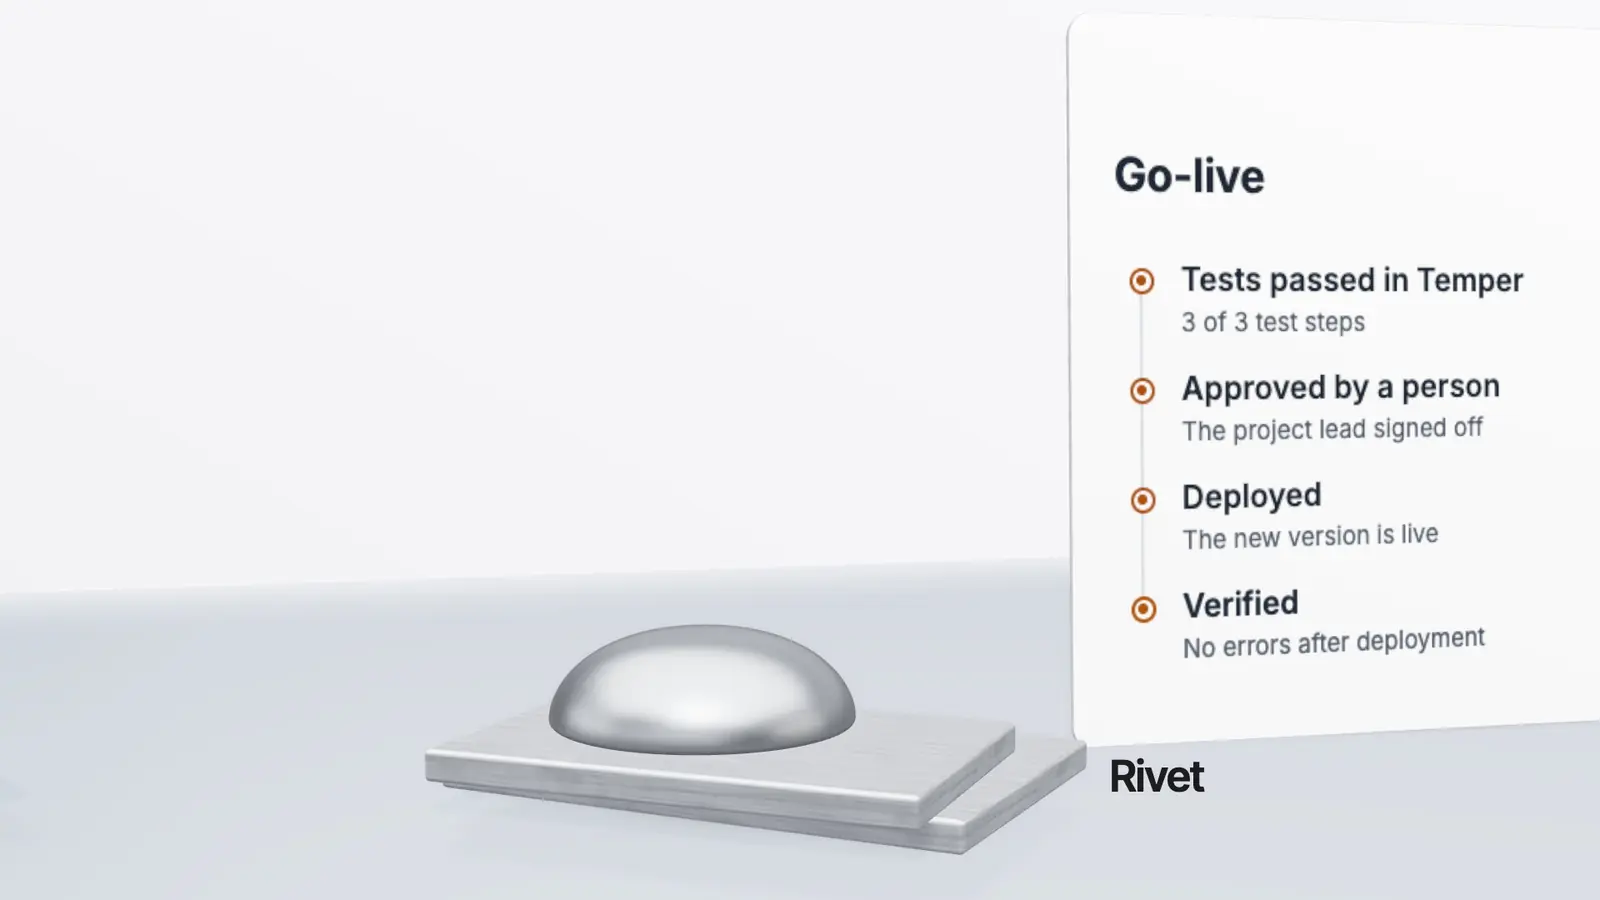 Go-live
Tests passed in Temper
3 of 3 test steps
Approved by a person
The project lead signed off
Deployed
The new version is live
Verified
No errors after deployment
Rivet